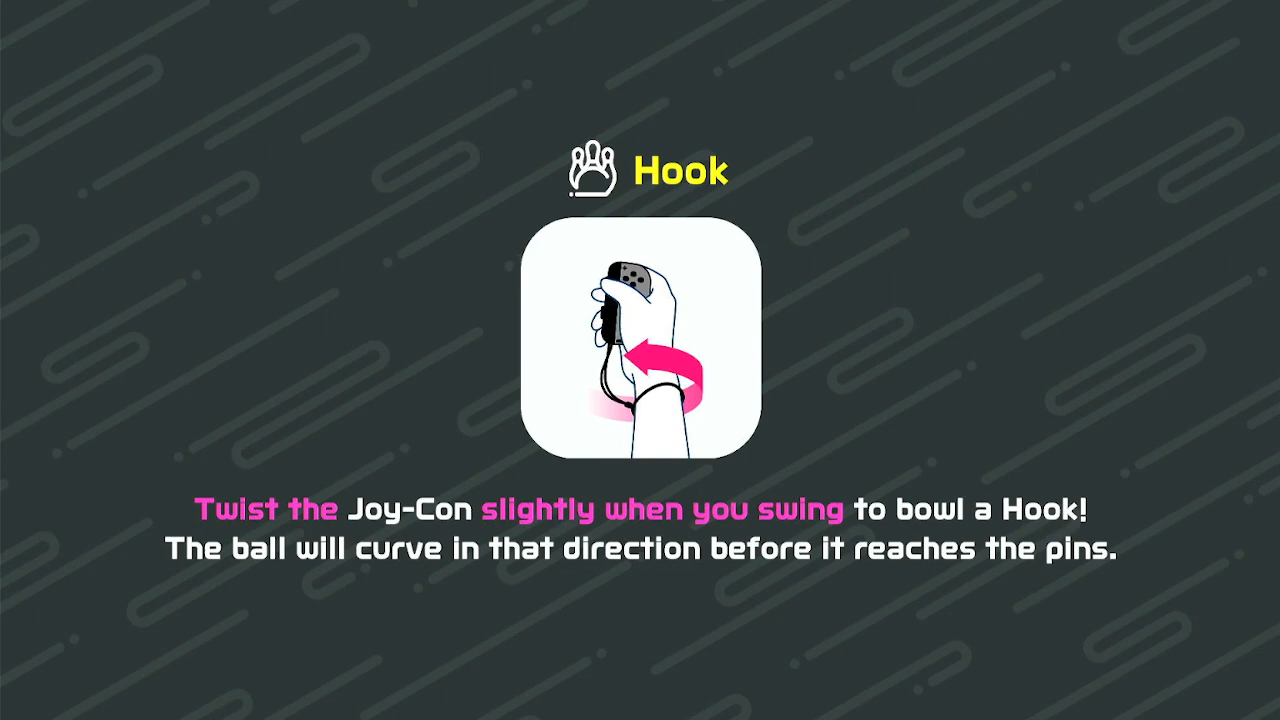 Hook
Twist the Joy-Con slightly when you swing to bowl a Hook!
The ball will curve in that direction before it reaches the pins.